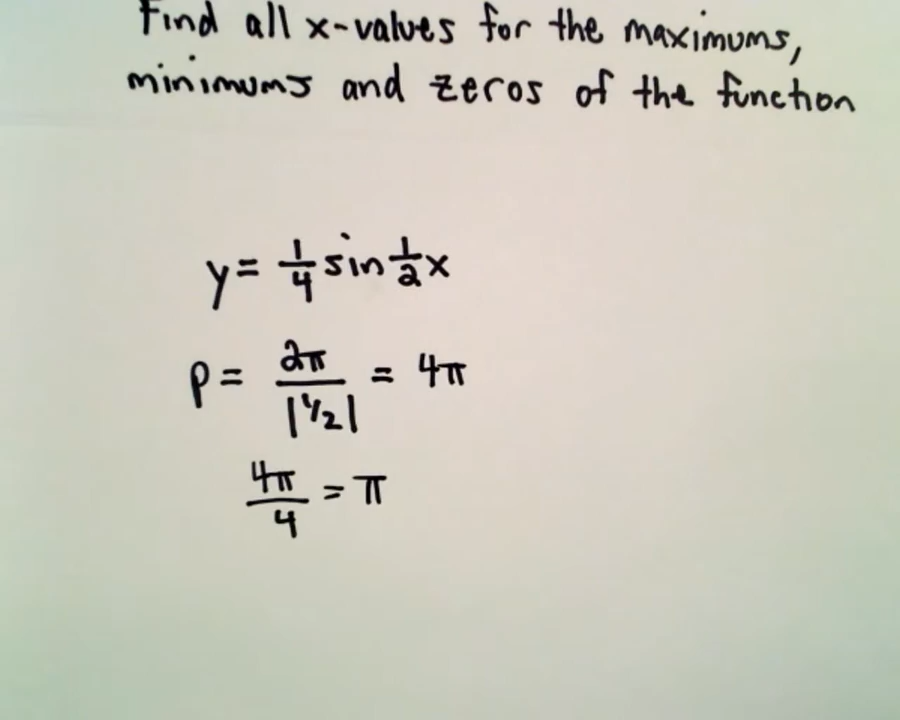 Find all x-values for the maximums,
minimums and zeros of the function
y = 1/4 sin 1/2 x
P = 2π / |1/2| = 4π
4π / 4 = π